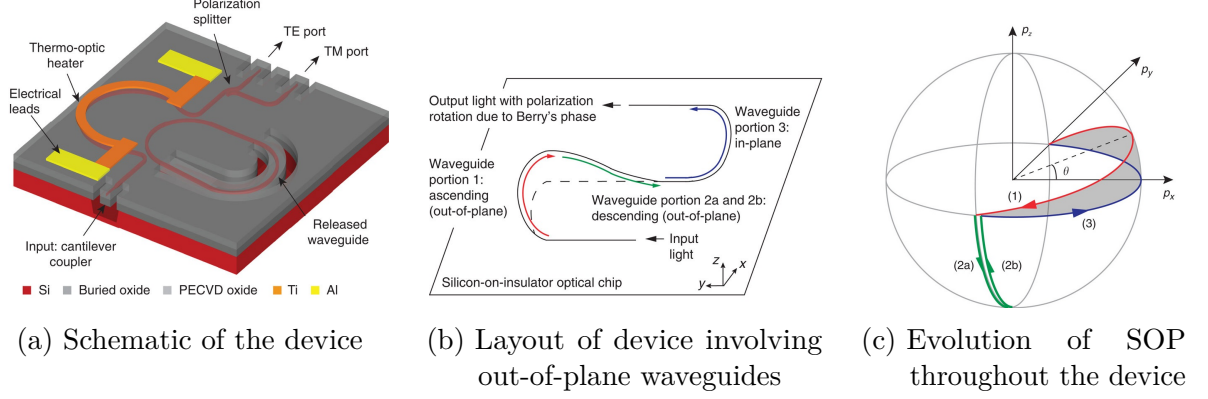 Polarization
splitter
TE port
TM port
Thermo-optic
heater
Electrical
leads
Input: cantilever
coupler
Released
waveguide
Si
Buried oxide
PECVD oxide
Ti
Al
(a) Schematic of the device
Output light with polarization
rotation due to Berry's phase
Waveguide
portion 3:
in-plane
Waveguide
portion 1:
ascending
(out-of-plane)
Waveguide portion 2a and 2b:
descending (out-of-plane)
Input
light
z
x
y
Silicon-on-insulator optical chip
(b) Layout of device involving
out-of-plane waveguides
p_z
p_y
θ
p_x
(1)
(3)
(2a)
(2b)
(c) Evolution of SOP
throughout the device